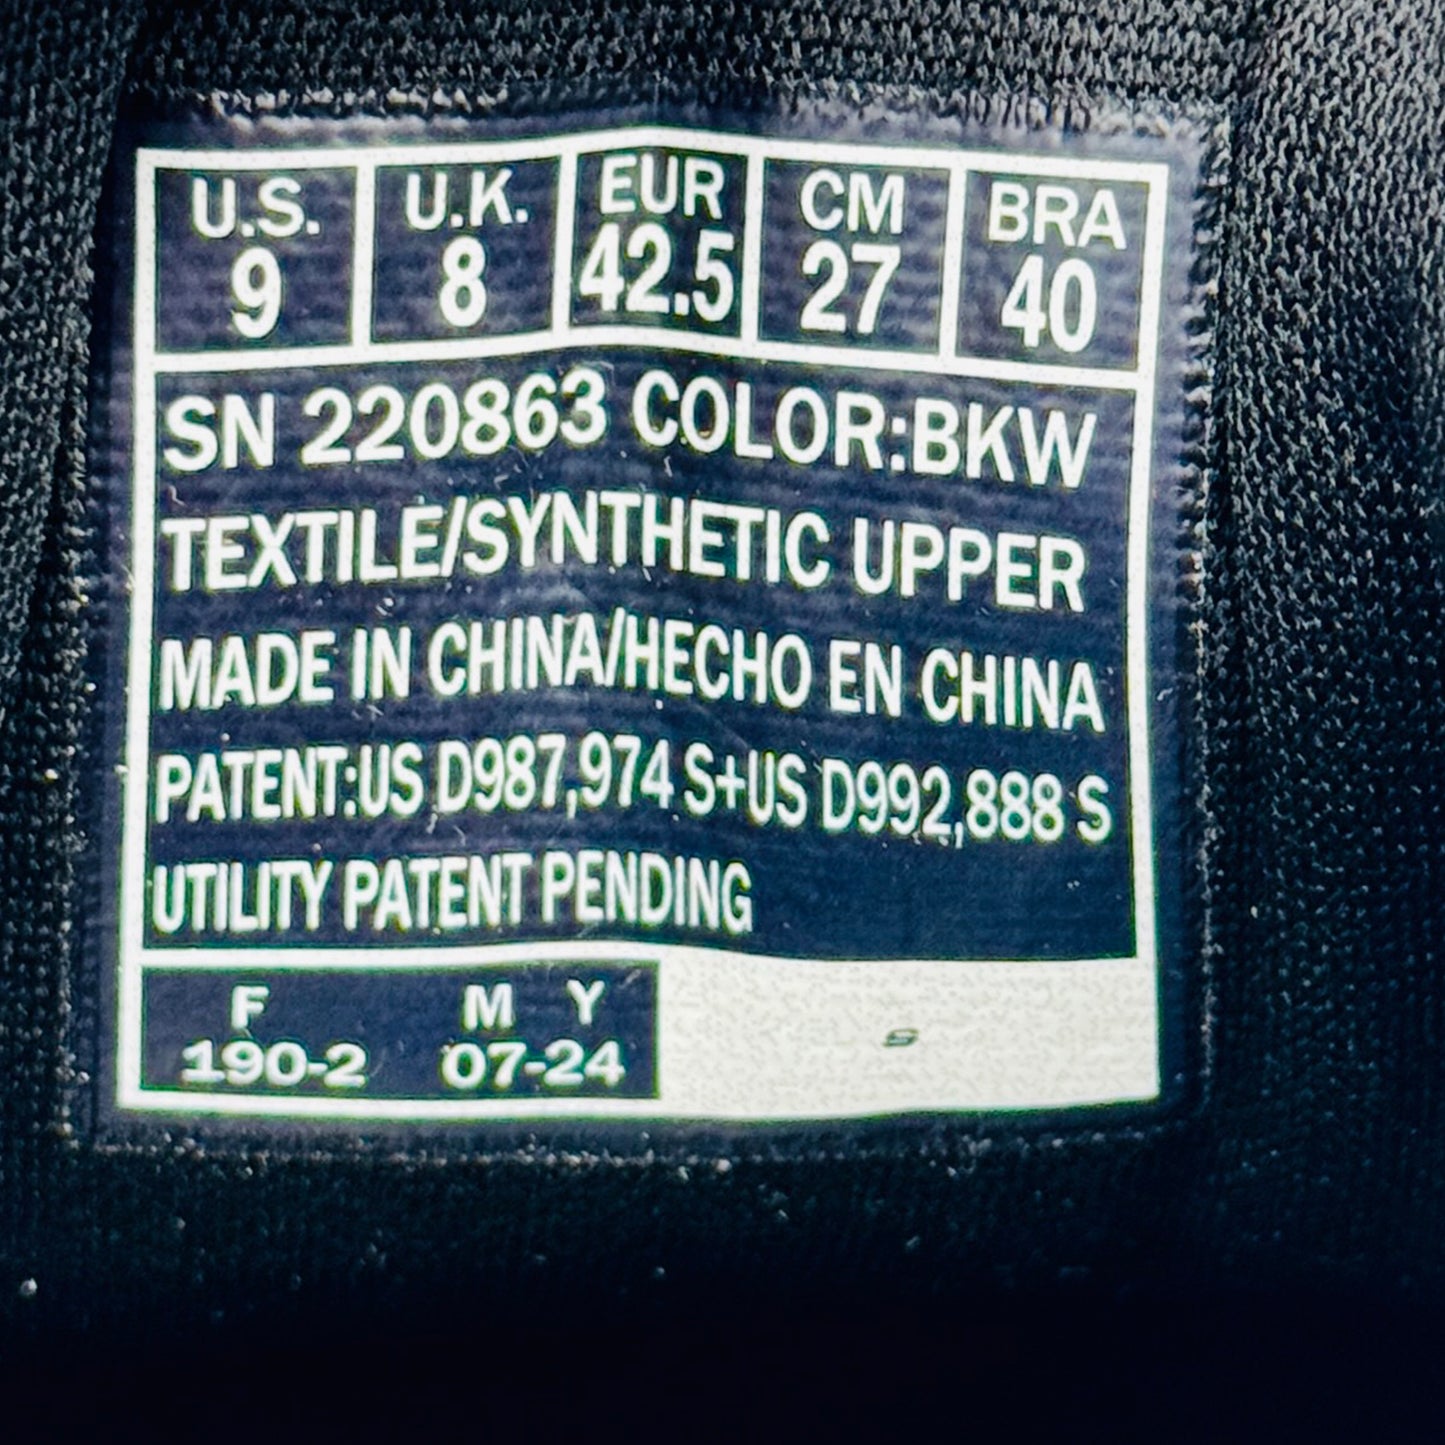 U.S. U.K. EUR CM BRA
9 8 42.5 27 40
SN 220863 COLOR:BKW
TEXTILE/SYNTHETIC UPPER
MADE IN CHINA/HECHO EN CHINA
PATENT:US D987,974 S+US D992,888 S
UTILITY PATENT PENDING
F M Y
190-2 07-24